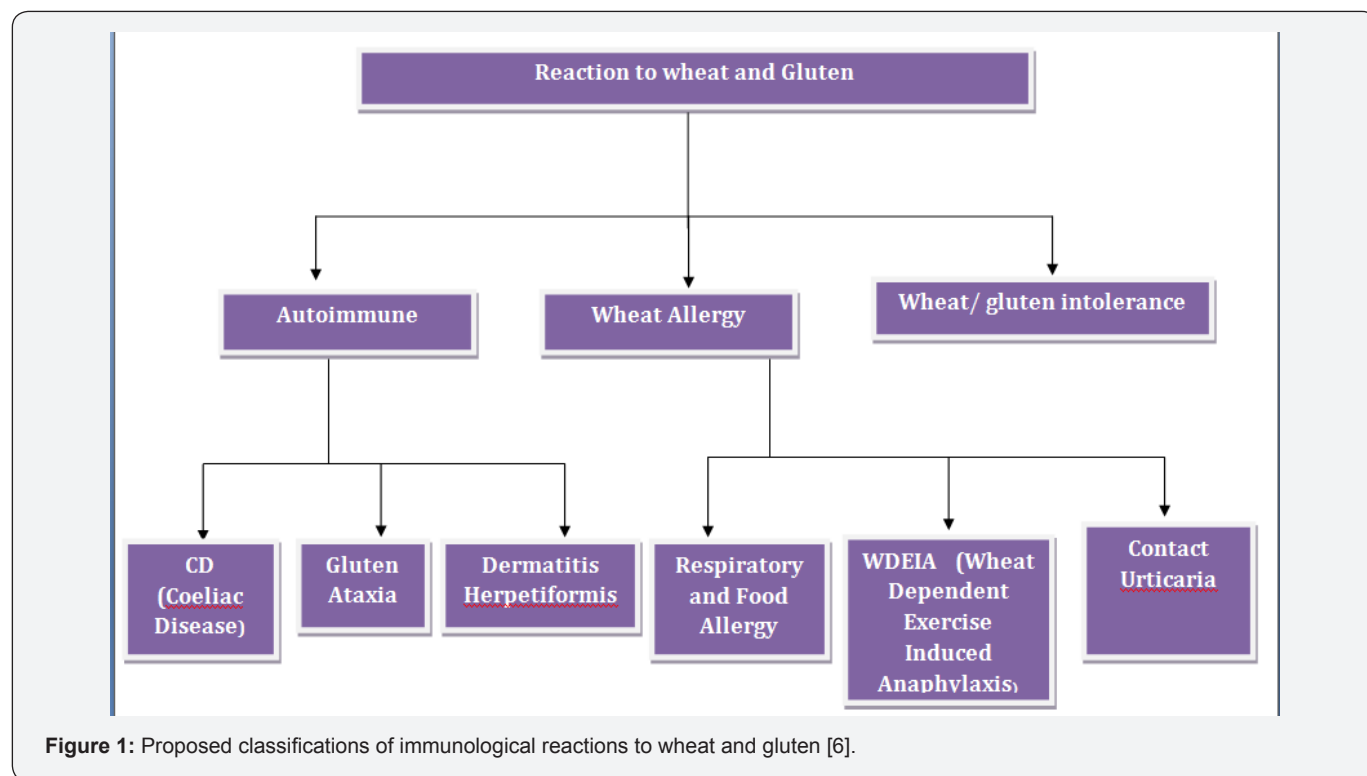 Reaction to wheat and Gluten
Autoimmune
Wheat Allergy
Wheat/ gluten intolerance
CD
(Coeliac
Disease)
Gluten
Ataxia
Dermatitis
Herpetiformis
Respiratory
and Food
Allergy
WDEIA (Wheat
Dependent
Exercise
Induced
Anaphylaxis)
Contact
Urticaria
Figure 1: Proposed classifications of immunological reactions to wheat and gluten [6].